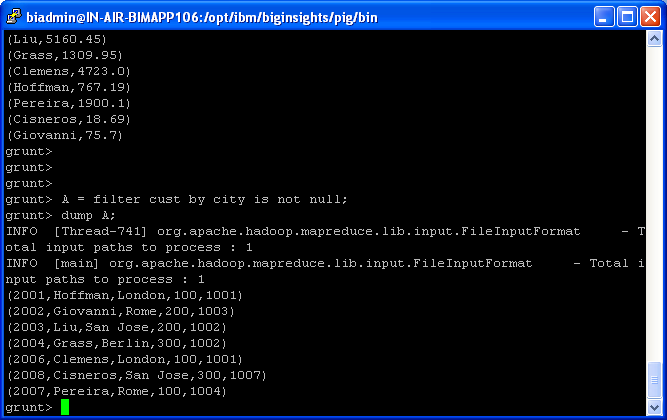 biadmin@IN-AIR-BIMAPP106:/opt/ibm/biginsights/pig/bin
(Liu,5160.45)
(Grass,1309.95)
(Clemens,4723.0)
(Hoffman,767.19)
(Pereira,1900.1)
(Cisneros,18.69)
(Giovanni,75.7)
grunt>
grunt>
grunt>
grunt> A = filter cust by city is not null;
grunt> dump A;
INFO  [Thread-741] org.apache.hadoop.mapreduce.lib.input.FileInputFormat     - T
otal input paths to process : 1
INFO  [main] org.apache.hadoop.mapreduce.lib.input.FileInputFormat     - Total i
nput paths to process : 1
(2001,Hoffman,London,100,1001)
(2002,Giovanni,Rome,200,1003)
(2003,Liu,San Jose,200,1002)
(2004,Grass,Berlin,300,1002)
(2006,Clemens,London,100,1001)
(2008,Cisneros,San Jose,300,1007)
(2007,Pereira,Rome,100,1004)
grunt>